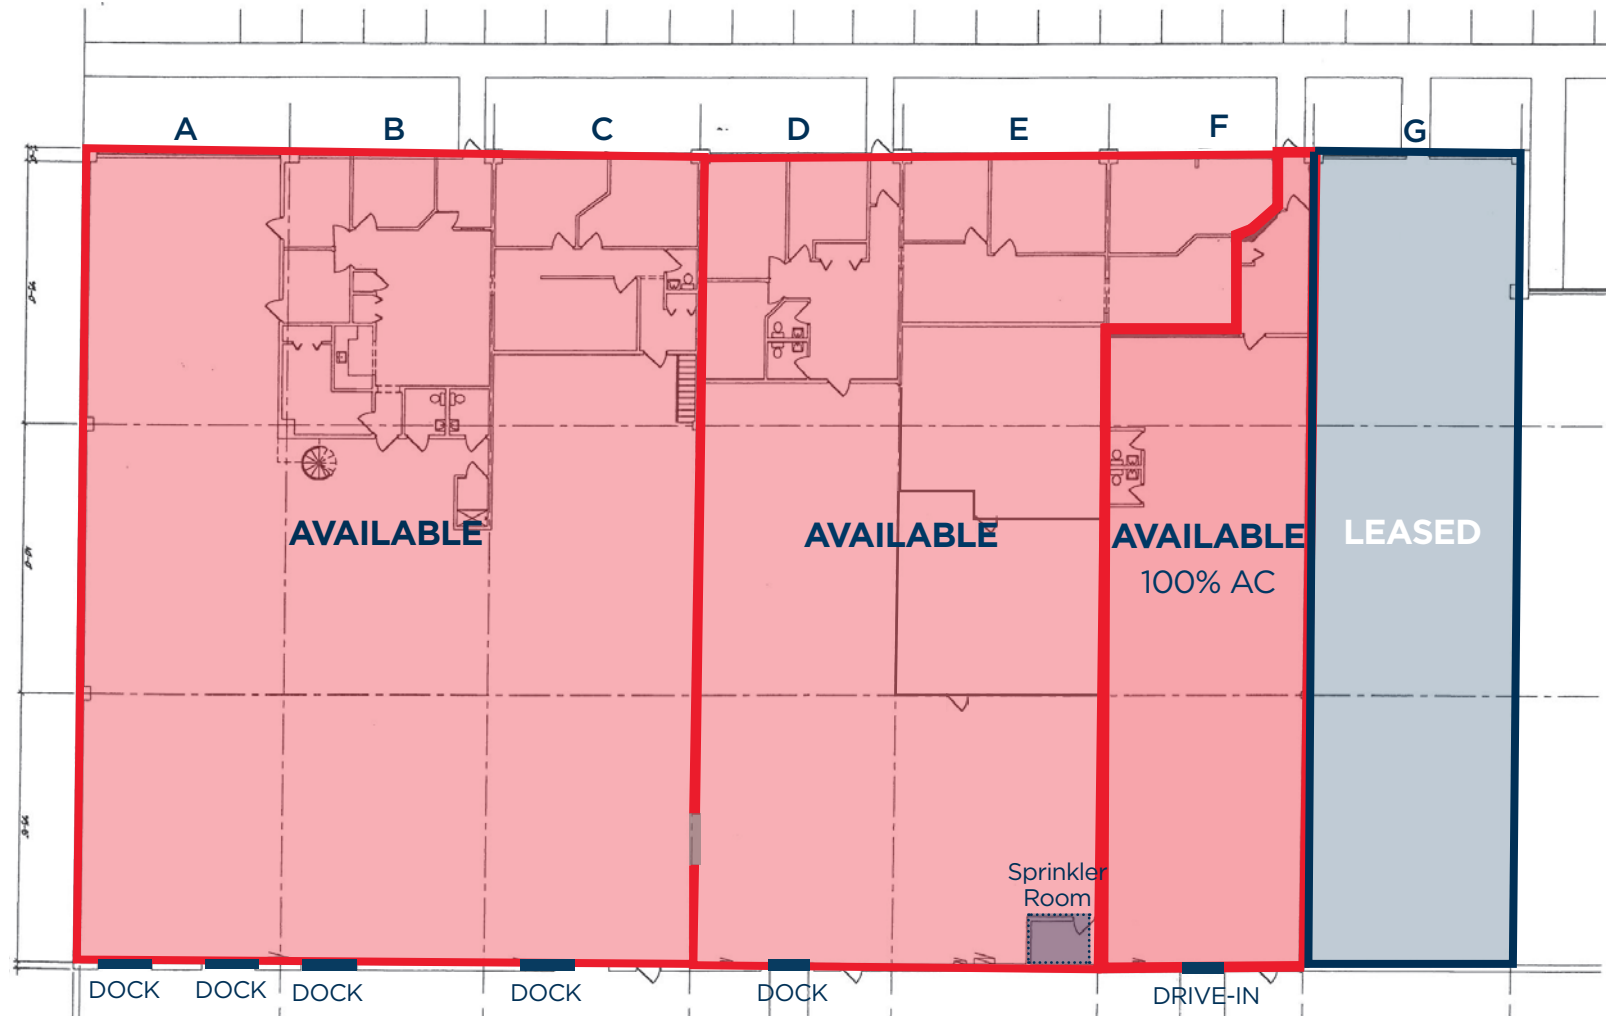 A
B
C
D
E
F
G
AVAILABLE
AVAILABLE
AVAILABLE
100% AC
LEASED
Sprinkler
Room
DOCK
DOCK
DOCK
DOCK
DOCK
DRIVE-IN